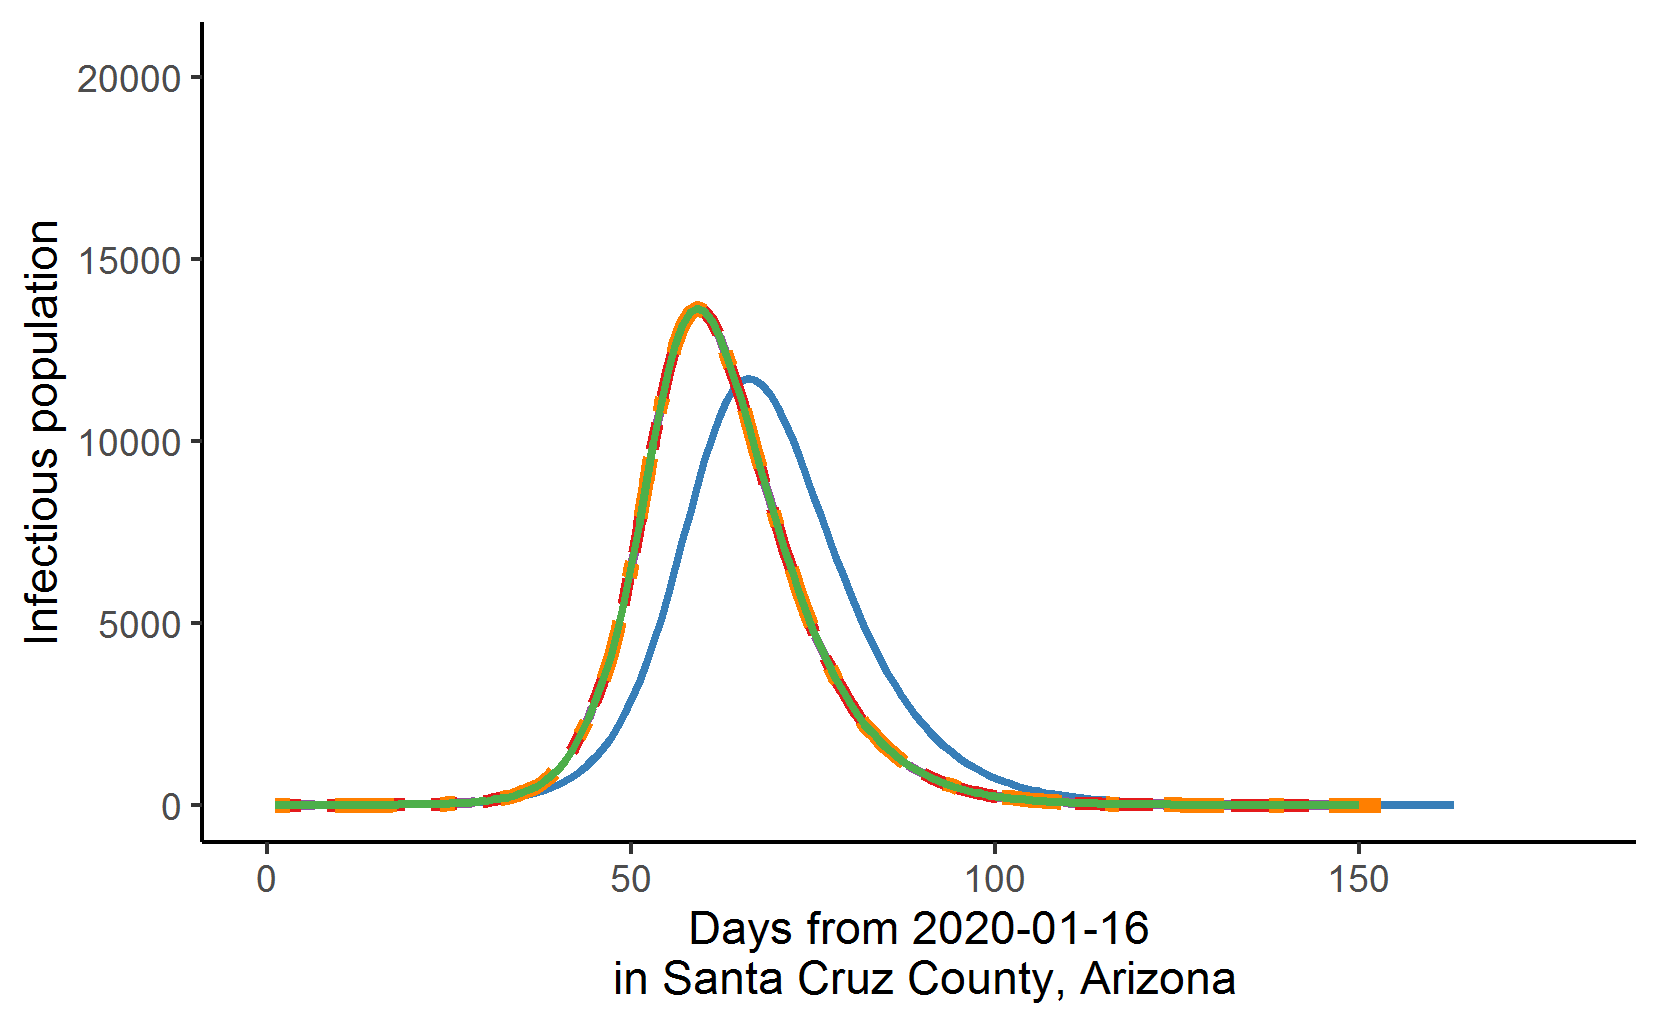 20000
15000
10000
5000
0
Infectious population
0 50 100 150
Days from 2020-01-16
in Santa Cruz County, Arizona